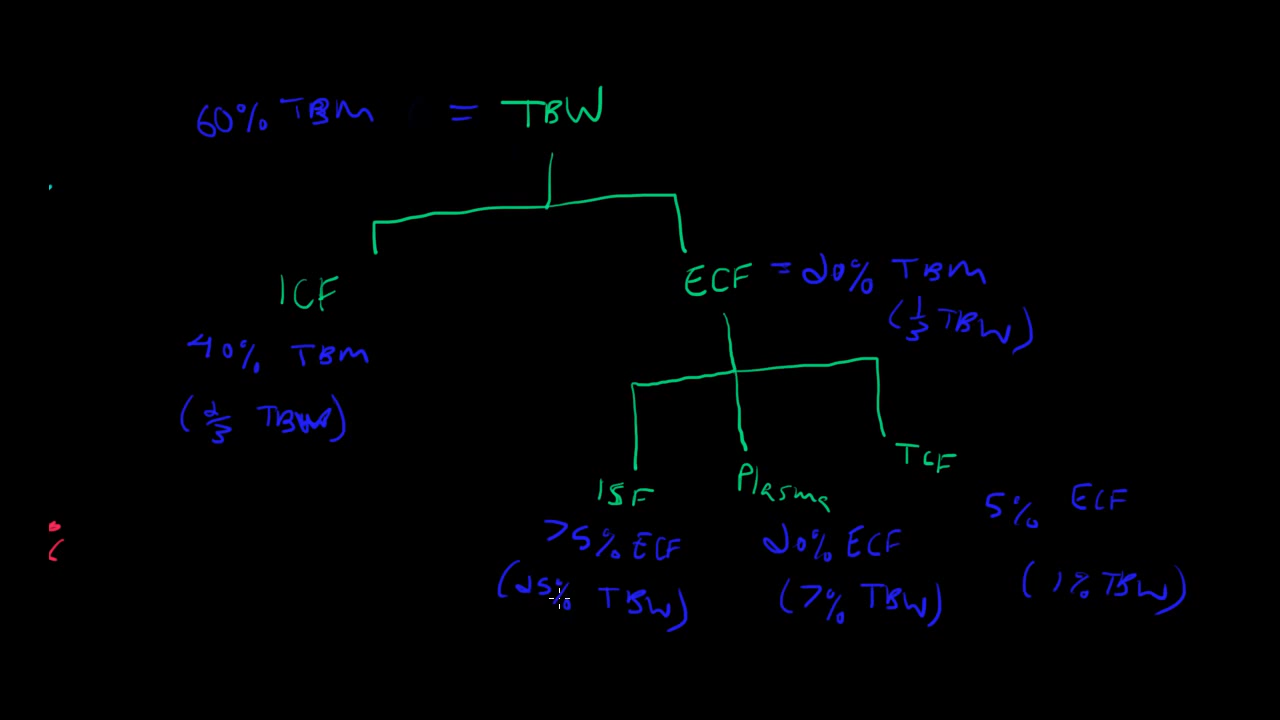 60% TBM = TBW
ICF
ECF = 20% TBM
(1/3 TBW)
40% TBM
(2/3 TBW)
ISF
Plasma
TCF
75% ECF
20% ECF
5% ECF
(25% TBW)
(7% TBW)
(1% TBW)